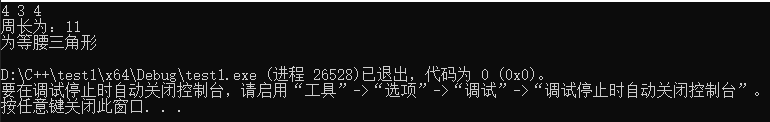 4 3 4
周长为：11
为等腰三角形
D:\C++\test1\x64\Debug\test1.exe (进程 26528)已退出，代码为 0 (0x0)。
要在调试停止时自动关闭控制台，请启用“工具”->“选项”->“调试”->“调试停止时自动关闭控制台”。
按任意键关闭此窗口. . .